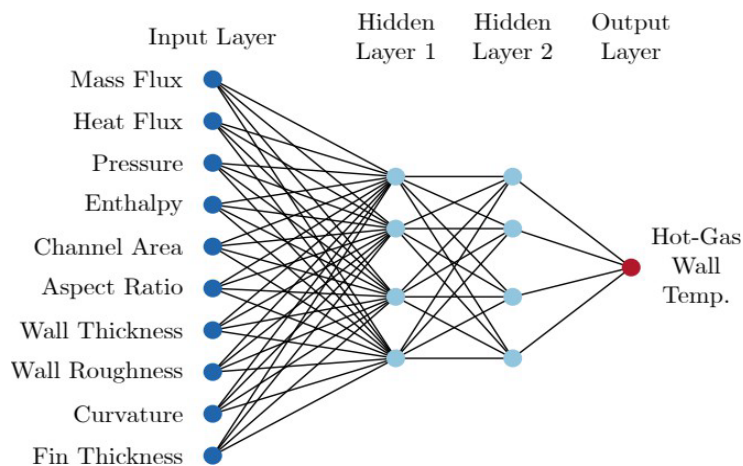 Input Layer
Hidden
Layer 1
Hidden
Layer 2
Output
Layer
Mass Flux
Heat Flux
Pressure
Enthalpy
Channel Area
Aspect Ratio
Wall Thickness
Wall Roughness
Curvature
Fin Thickness
Hot-Gas
Wall
Temp.